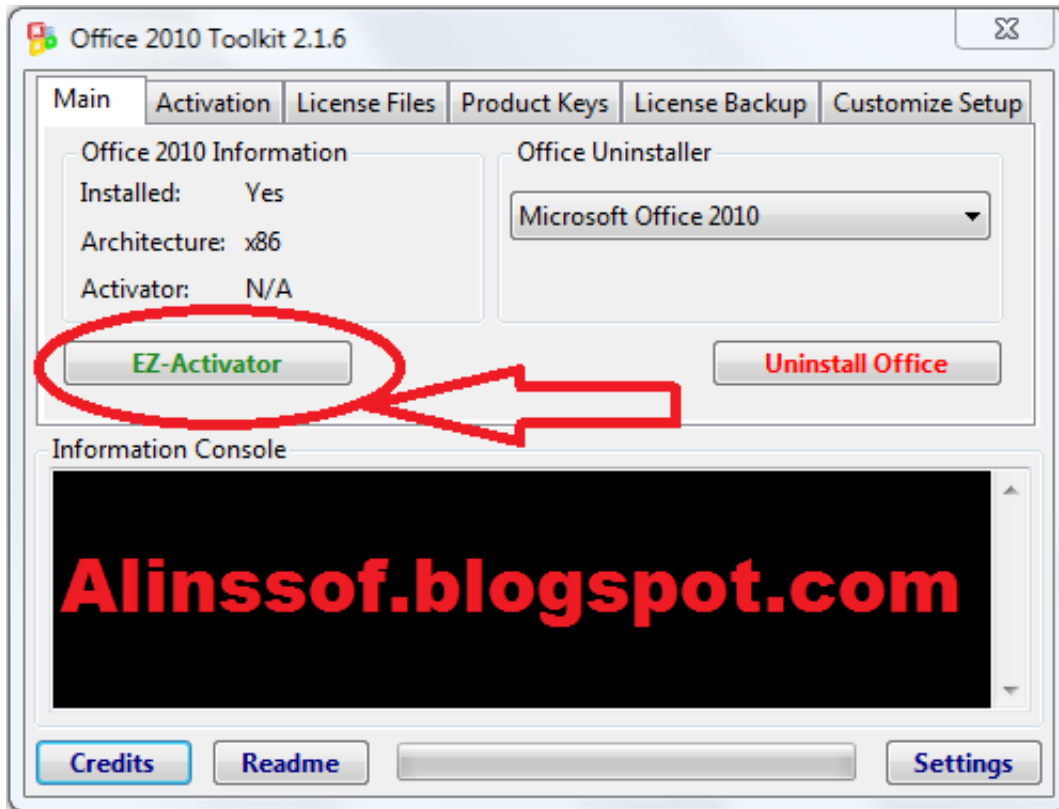 Office 2010 Toolkit 2.1.6
Main Activation License Files Product Keys License Backup Customize Setup
Office 2010 Information
Installed: Yes
Architecture: x86
Activator: N/A
Office Uninstaller
Microsoft Office 2010
EZ-Activator
Uninstall Office
Information Console
Alinssof.blogspot.com
Credits Readme Settings